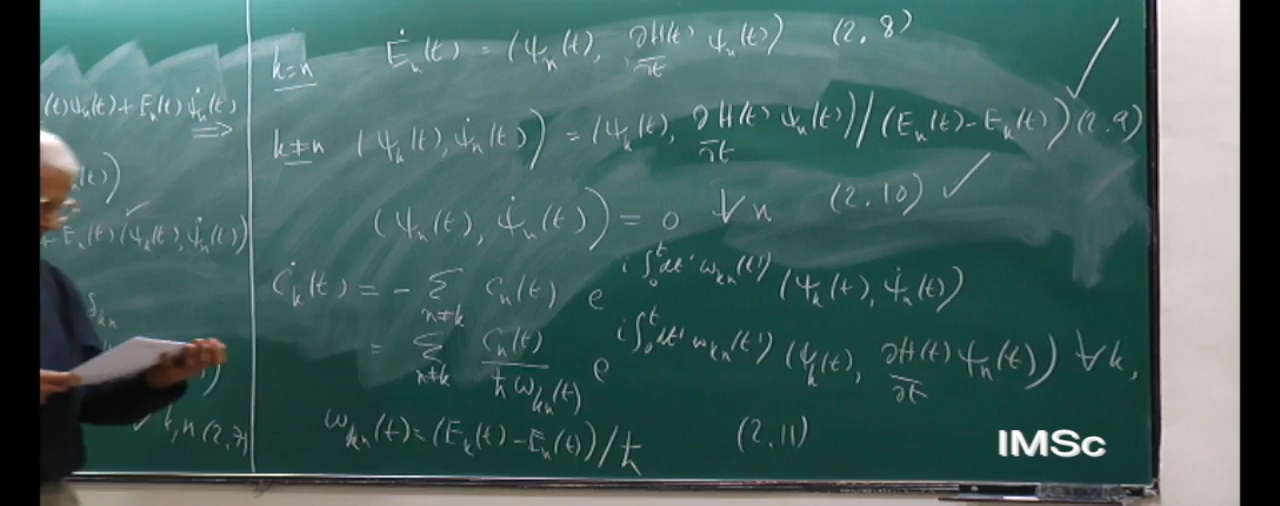 (t)ψₙ(t) + Eₙ(t) ψ̇ₙ(t)
⇒
(t))
+ Eₙ(t) (ψₖ(t), ψ̇ₙ(t))
δₖₙ
✓ k, n (2.7)
k=n Ėₙ(t) = (ψₙ(t), ∂H(t)/∂t ψₙ(t)) (2.8)
k≠n (ψₖ(t), ψ̇ₙ(t)) = (ψₖ(t), ∂H(t)/∂t ψₙ(t)) / (Eₙ(t) - Eₖ(t)) (2.9) ✓
(ψₙ(t), ψ̇ₙ(t)) = 0 ∀ n (2.10) ✓
Ċₖ(t) = - Σ_{n≠k} Cₙ(t) e^{i∫₀ᵗ dt' ωₖₙ(t')} (ψₖ(t), ψ̇ₙ(t))
= Σ_{n≠k} Cₙ(t)/ħωₖₙ(t) e^{i∫₀ᵗ dt' ωₖₙ(t')} (ψₖ(t), ∂H(t)/∂t ψₙ(t)) ∀ k,
ωₖₙ(t) = (Eₖ(t) - Eₙ(t))/ħ (2.11)
IMSc